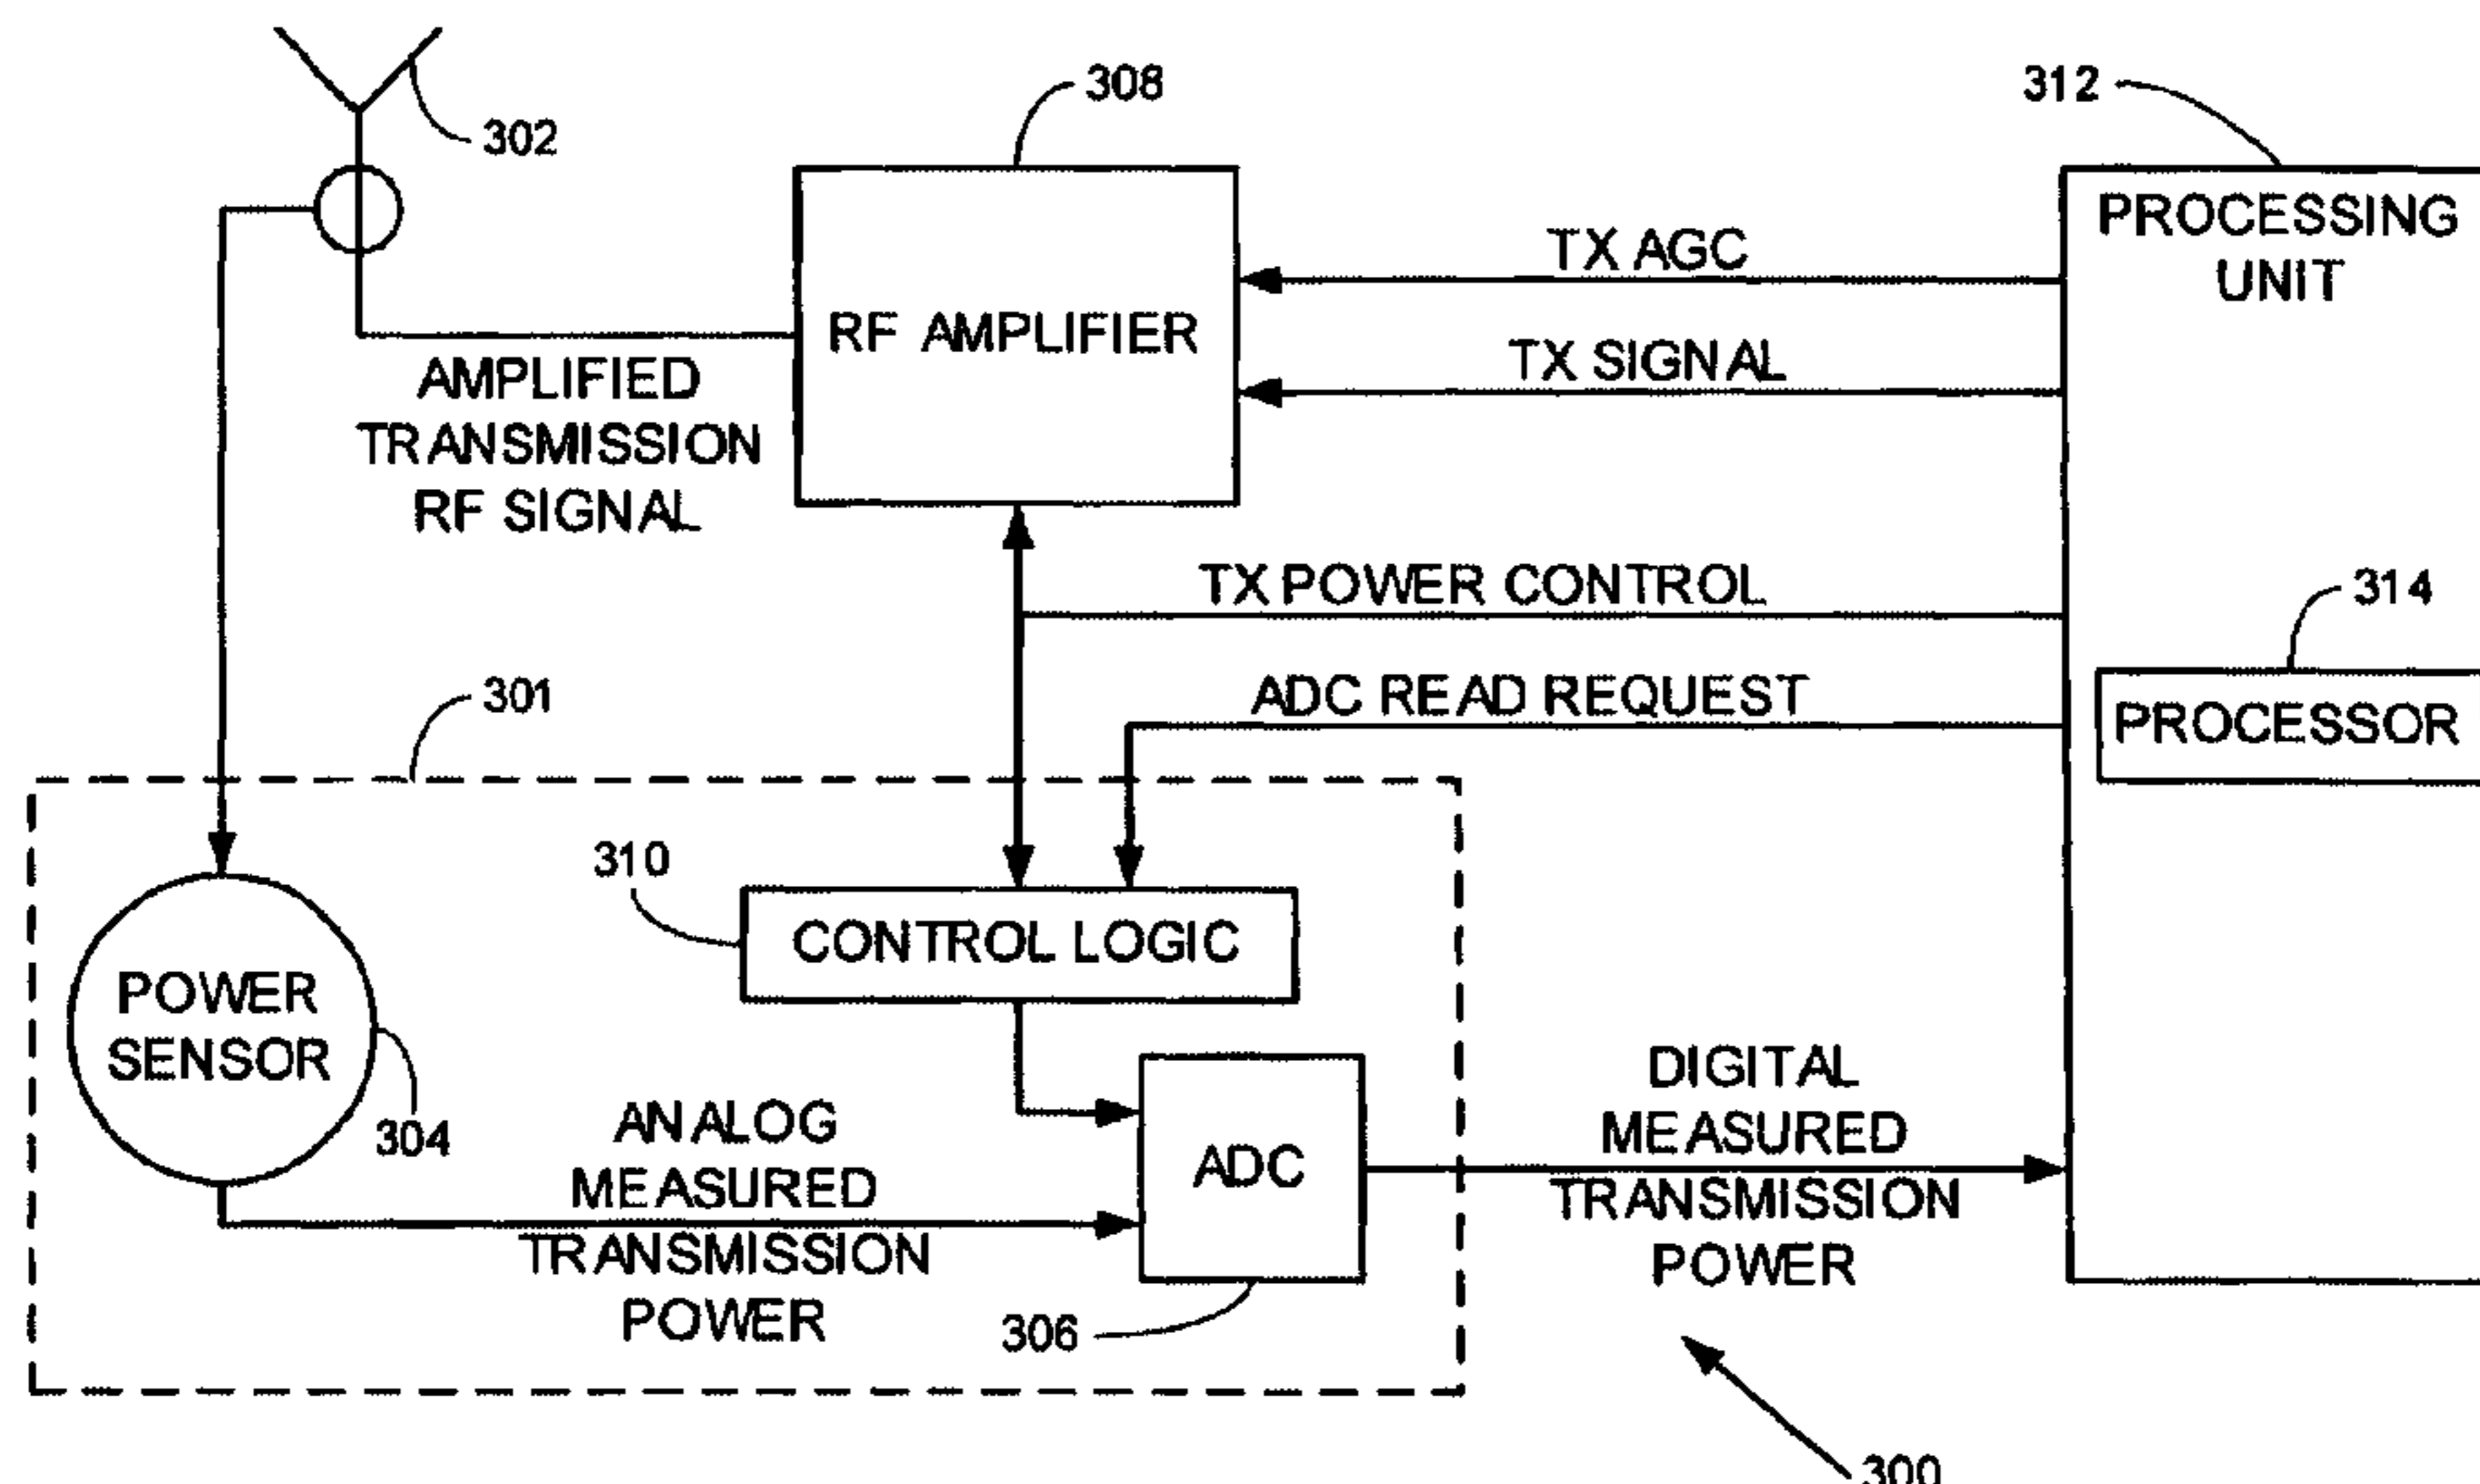 302
308
312
PROCESSING
UNIT
TX AGC
RF AMPLIFIER
TX SIGNAL
AMPLIFIED
TRANSMISSION
RF SIGNAL
TX POWER CONTROL
314
301
ADC READ REQUEST
PROCESSOR
310
CONTROL LOGIC
POWER
SENSOR
304
ANALOG
MEASURED
TRANSMISSION
POWER
ADC
306
DIGITAL
MEASURED
TRANSMISSION
POWER
300